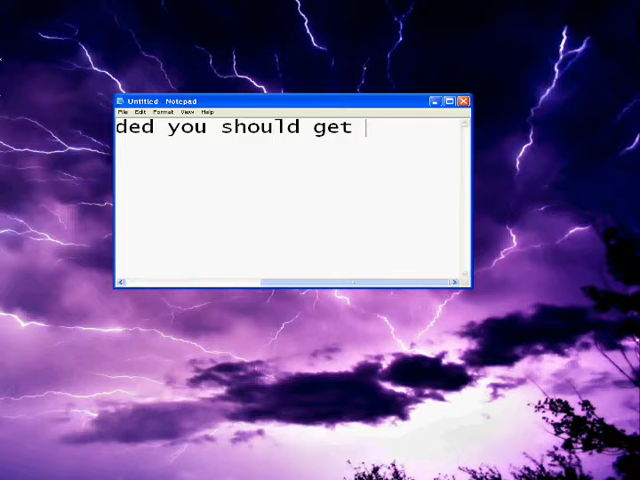 Untitled - Notepad
File Edit Format View Help
ded you should get